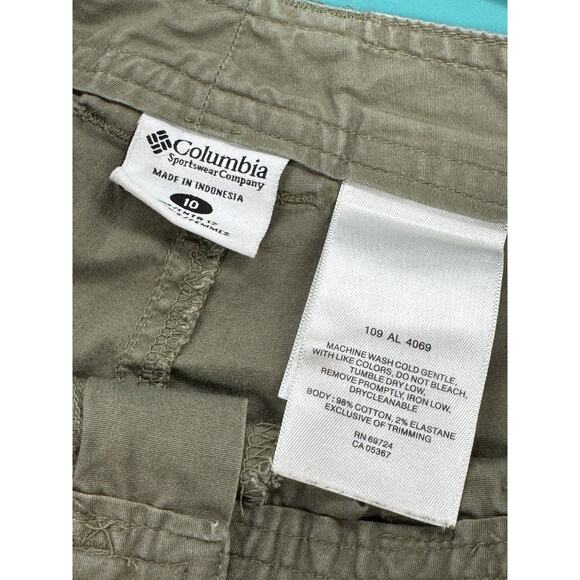 Columbia
Sportswear Company
MADE IN INDONESIA
10
109 AL 4069
MACHINE WASH COLD GENTLE,
WITH LIKE COLORS, DO NOT BLEACH,
TUMBLE DRY LOW,
REMOVE PROMPTLY, IRON LOW,
DRYCLEANABLE
BODY : 98% COTTON, 2% ELASTANE
EXCLUSIVE OF TRIMMING
RN 69724
CA 05367